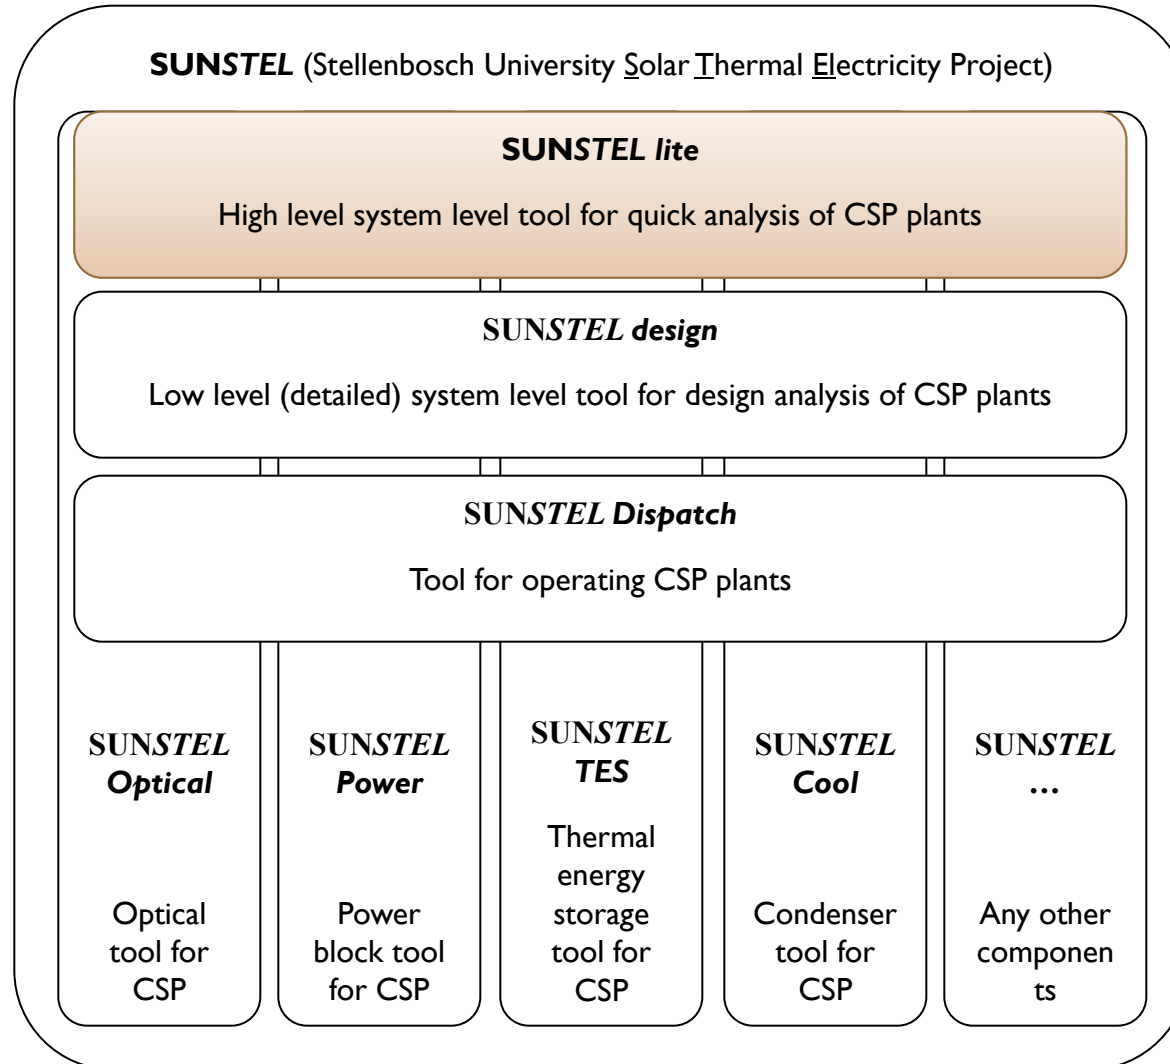 SUNSTEL (Stellenbosch University Solar Thermal Electricity Project)
SUNSTEL lite
High level system level tool for quick analysis of CSP plants
SUNSTEL design
Low level (detailed) system level tool for design analysis of CSP plants
SUNSTEL Dispatch
Tool for operating CSP plants
SUNSTEL
Optical
Optical
tool for
CSP
SUNSTEL
Power
Power
block tool
for CSP
SUNSTEL
TES
Thermal
energy
storage
tool for
CSP
SUNSTEL
Cool
Condenser
tool for
CSP
SUNSTEL
...
Any other
componen
ts